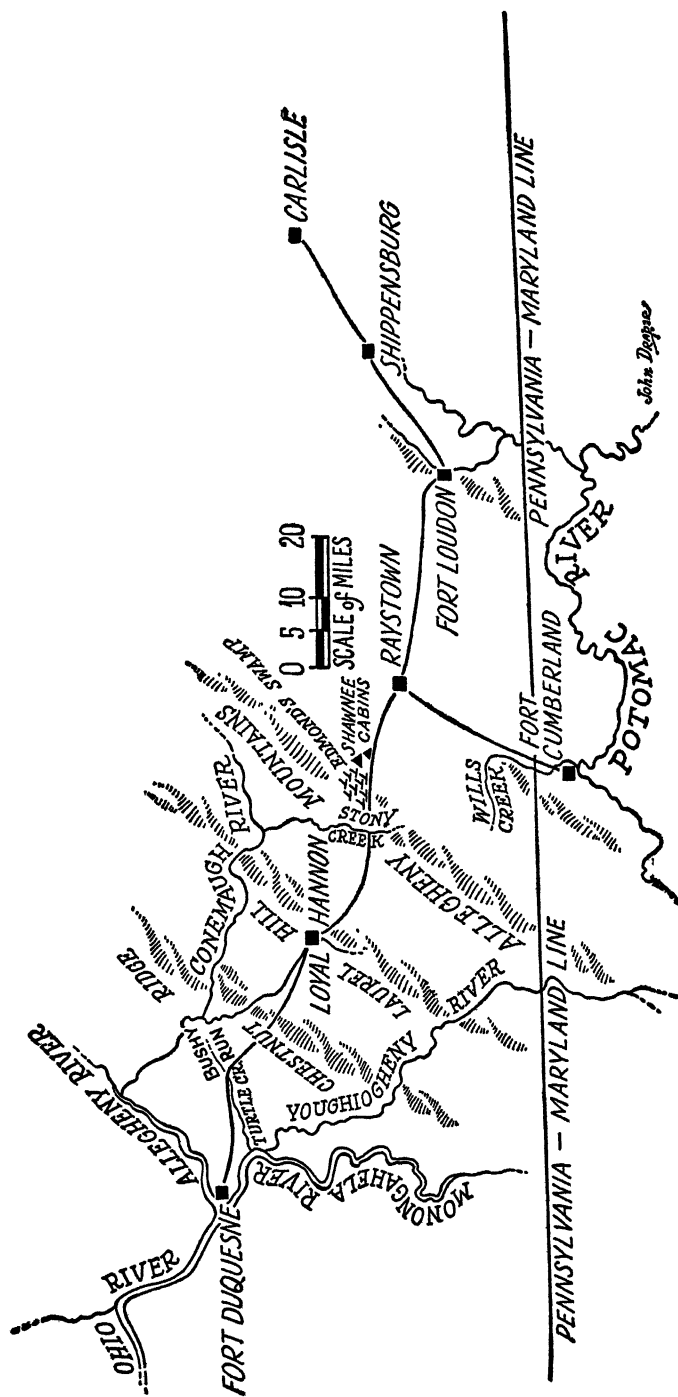 CARLISLE
SHIPPENSBURG
PENNSYLVANIA — MARYLAND LINE
John Draper
FORT LOUDON
0 5 10 20
SCALE of MILES
RAYSTOWN
EDMOND'S SWAMP
SHAWNEE
CABINS
MOUNTAINS
ALLEGHENY
STONY
CREEK
WILLS
CREEK
FORT
CUMBERLAND
POTOMAC
RIVER
CONEMAUGH RIVER
LOYAL HANNON
LAUREL
HILL
CHESTNUT
RIDGE
BUSHY
RUN
TURTLE CR.
YOUGHIOGHENY
RIVER
MONONGAHELA
RIVER
ALLEGHENY RIVER
FORT DUQUESNE
OHIO
RIVER
PENNSYLVANIA — MARYLAND LINE